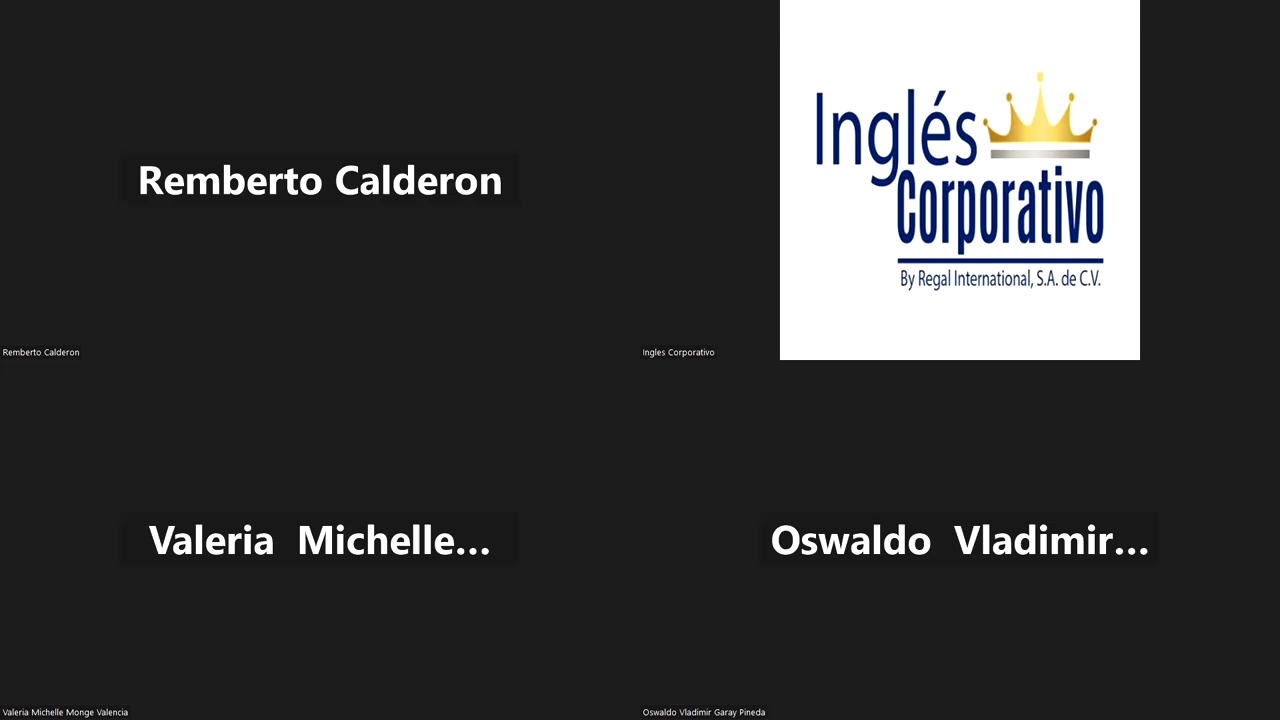 Remberto Calderon
Inglés
Corporativo
By Regal International, S.A. de C.V.
Remberto Calderon
Ingles Corporativo
Valeria Michelle...
Oswaldo Vladimir...
Valeria Michelle Monge Valencia
Oswaldo Vladimir Garay Pineda